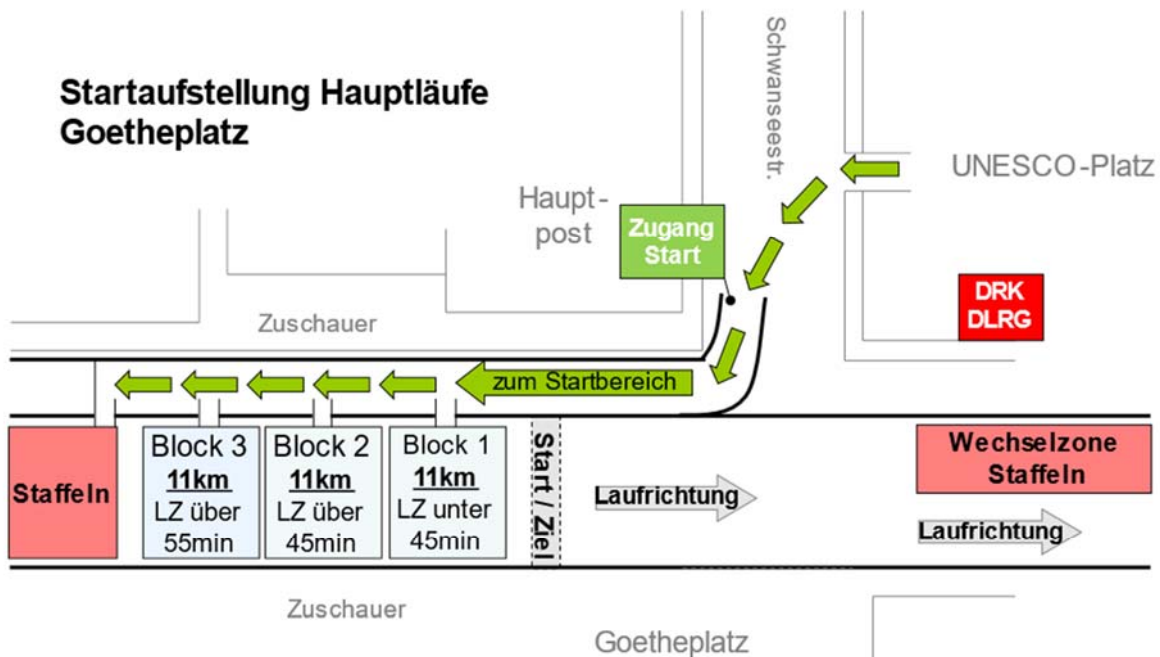 Startaufstellung Hauptläufe
Goetheplatz
Schwanseestr.
UNESCO-Platz
Haupt-
post
Zugang
Start
DRK
DLRG
Zuschauer
zum Startbereich
Staffeln
Block 3
11km
LZ über
55min
Block 2
11km
LZ über
45min
Block 1
11km
LZ unter
45min
Start / Ziel
Laufrichtung
Wechselzone
Staffeln
Laufrichtung
Zuschauer
Goetheplatz